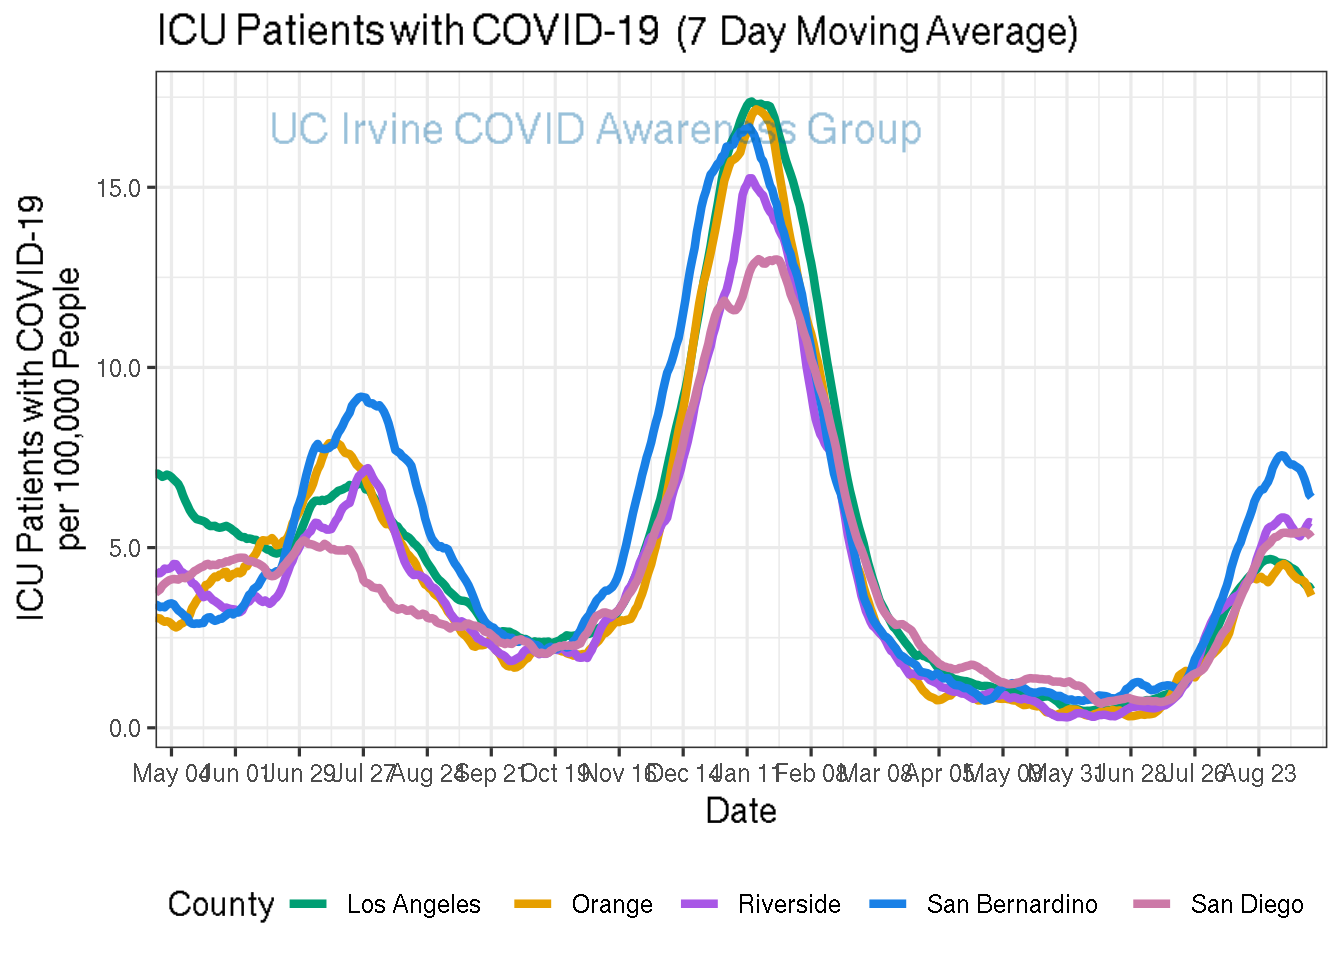 ICU Patients with COVID-19 (7 Day Moving Average)
UC Irvine COVID Awareness Group
ICU Patients with COVID-19
per 100,000 People
15.0
10.0
5.0
0.0
May 04 Jun 01 Jun 29 Jul 27 Aug 24 Sep 21 Oct 19 Nov 16 Dec 14 Jan 11 Feb 08 Mar 08 Apr 05 May 03 May 31 Jun 28 Jul 26 Aug 23
Date
County Los Angeles Orange Riverside San Bernardino San Diego